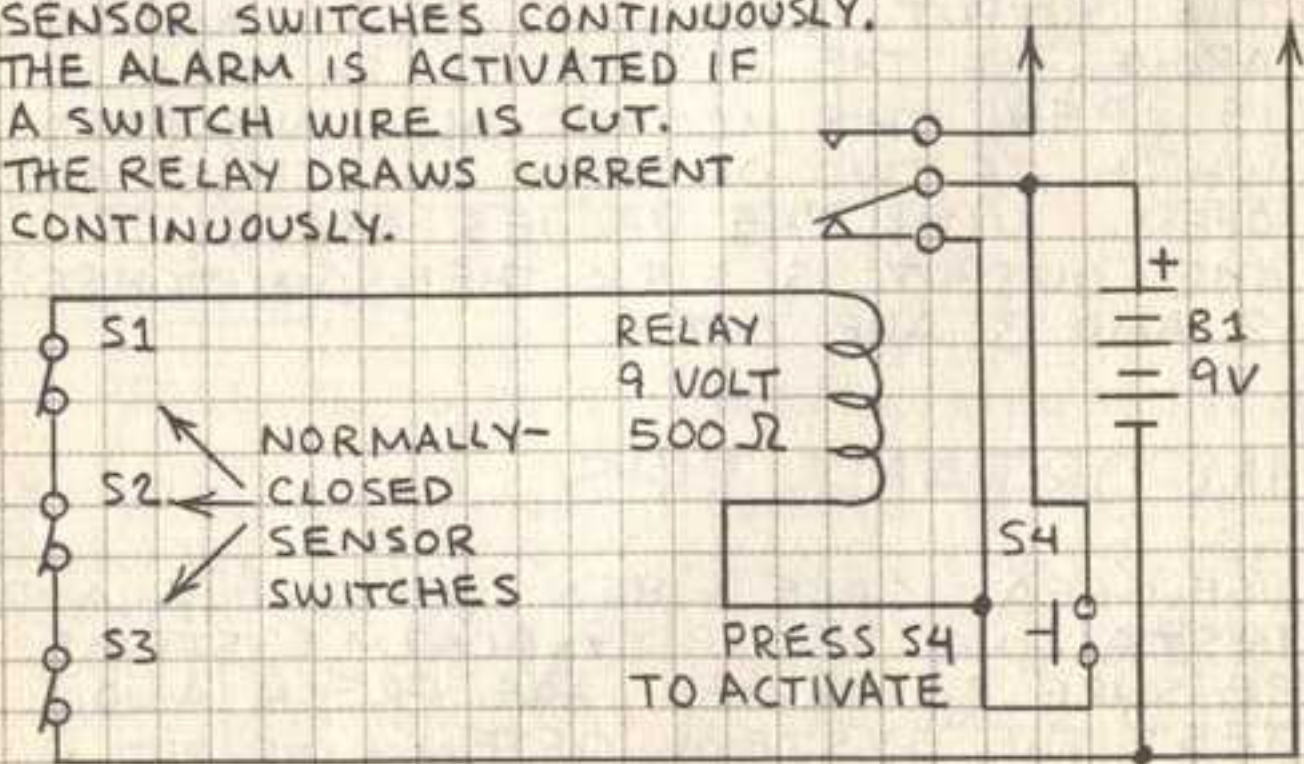 SENSOR SWITCHES CONTINUOUSLY.
THE ALARM IS ACTIVATED IF
A SWITCH WIRE IS CUT.
THE RELAY DRAWS CURRENT
CONTINUOUSLY.
+
B1
9V
S1
RELAY
9 VOLT
500 Ω
NORMALLY-
CLOSED
SENSOR
SWITCHES
S2
S4
S3
PRESS S4
TO ACTIVATE